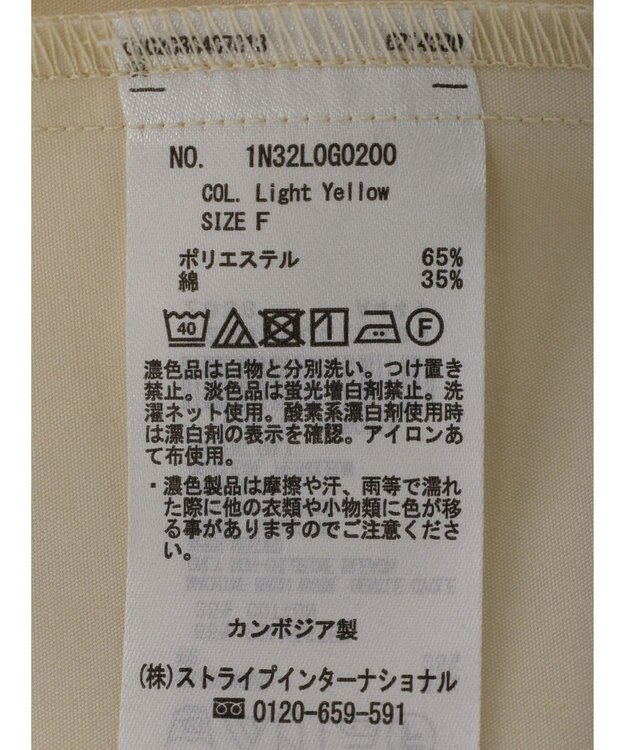 NO. 1N32L0G0200
COL. Light Yellow
SIZE F
ポリエステル 65%
綿 35%
40 F
濃色品は白物と分別洗い。つけ置き
禁止。淡色品は蛍光増白剤禁止。洗
濯ネット使用。酸素系漂白剤使用時
は漂白剤の表示を確認。アイロンあ
て布使用。
・濃色製品は摩擦や汗、雨等で濡れ
た際に他の衣類や小物類に色が移
る事がありますのでご注意くださ
い。
カンボジア製
(株)ストライプインターナショナル
0120-659-591